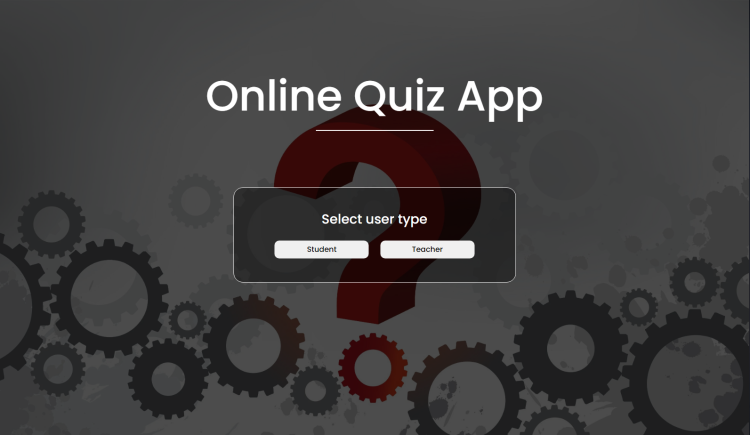 Online Quiz App
Select user type
Student Teacher